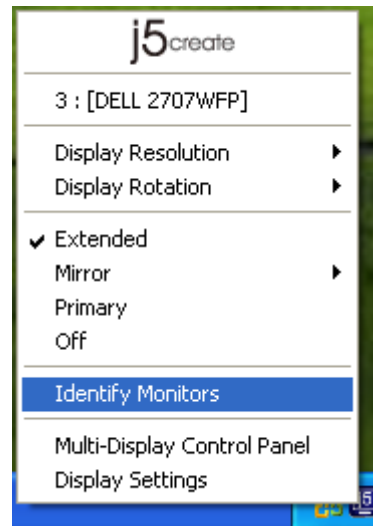 j5create
3 : [DELL 2707WFP]
Display Resolution
Display Rotation
Extended
Mirror
Primary
Off
Identify Monitors
Multi-Display Control Panel
Display Settings